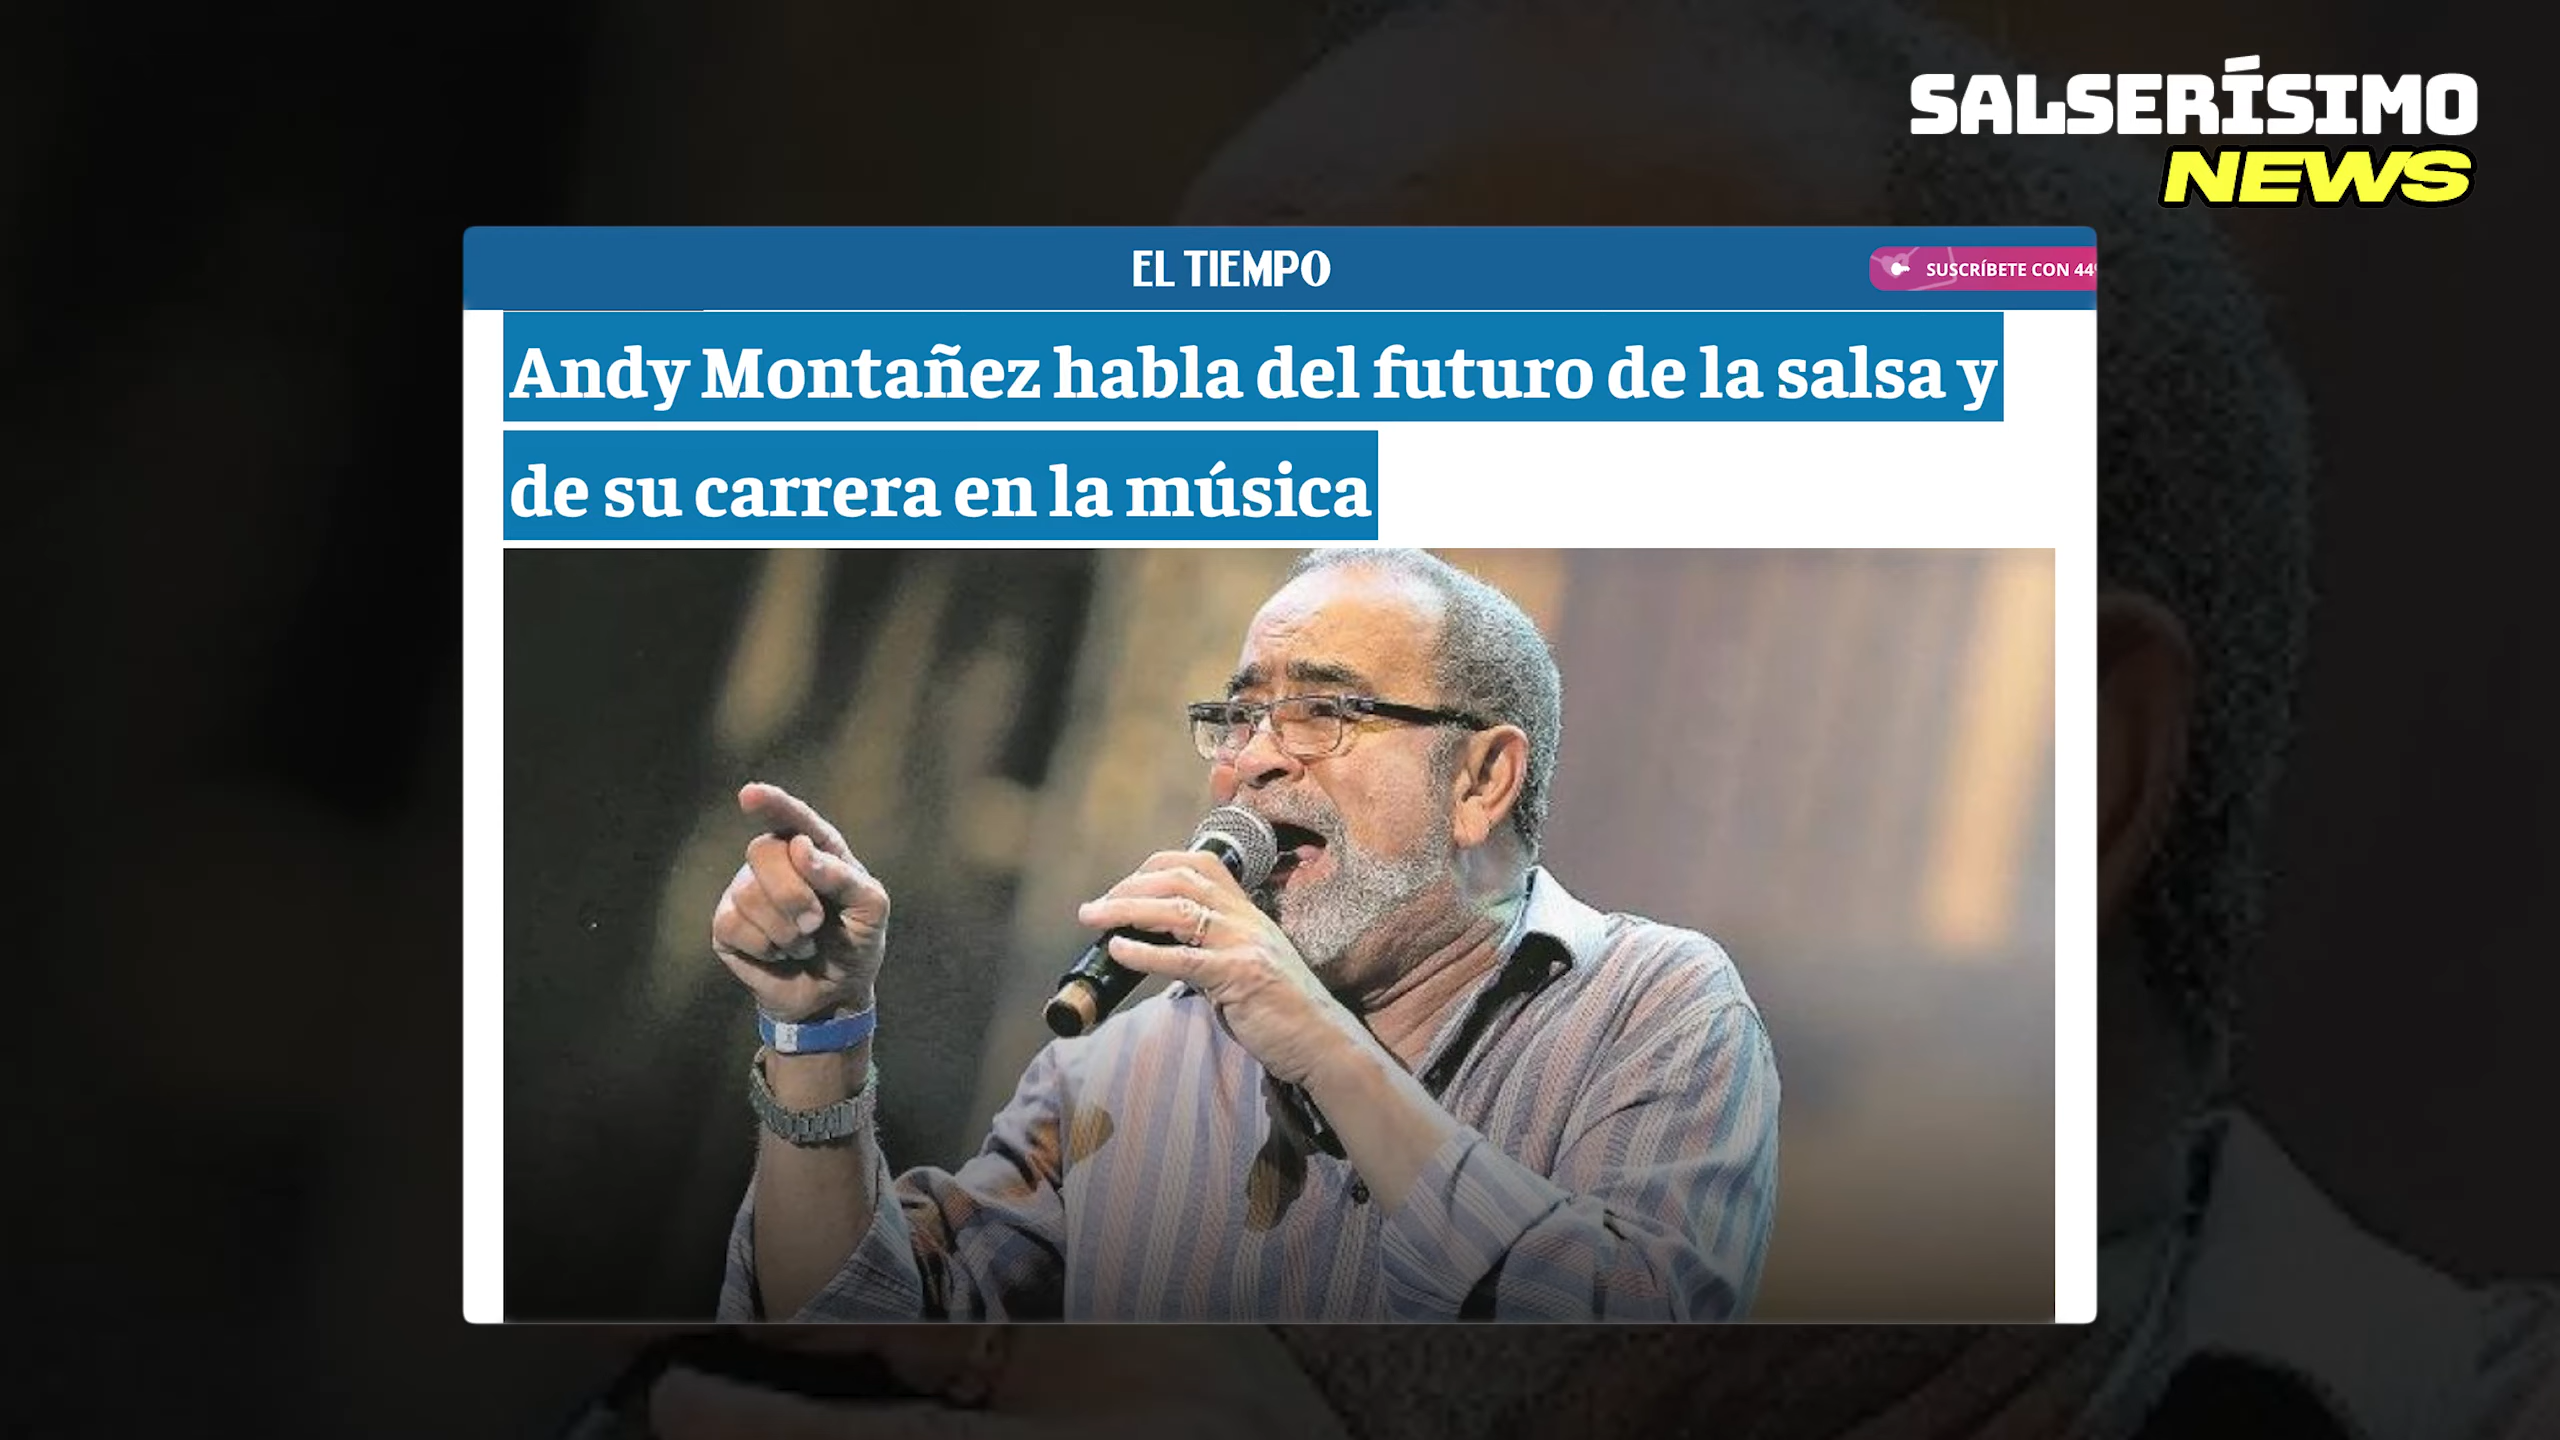 SALSERÍSIMO
NEWS
EL TIEMPO
SUSCRÍBETE CON 44
Andy Montañez habla del futuro de la salsa y
de su carrera en la música